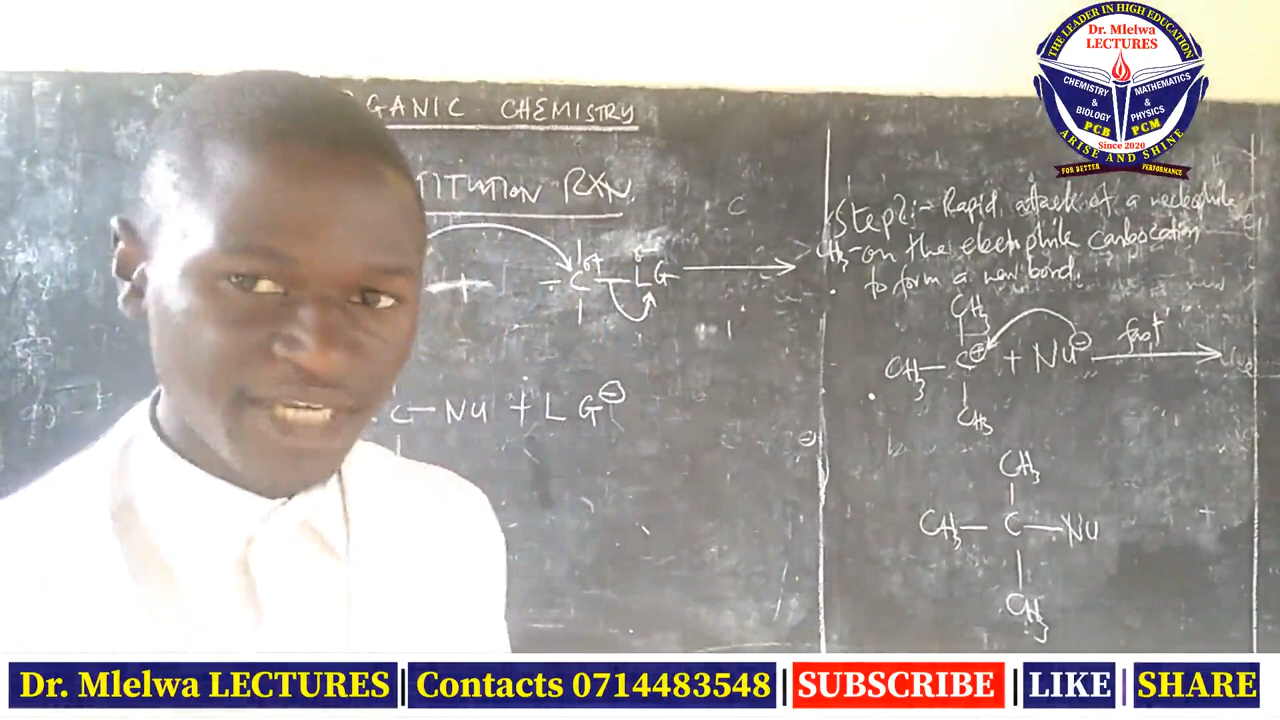 THE LEADER IN HIGH EDUCATION
Dr. Mlelwa
LECTURES
CHEMISTRY
&
BIOLOGY
PCB
MATHEMATICS
&
PHYSICS
PCM
Since 2020
ARISE AND SHINE
FOR BETTER PERFORMANCE
GANIC CHEMISTRY
TITUTION RXN.
+ – C δ+ – LG δ– →
C – Nu + LG⊖
Step 2:- Rapid attack of a
on the electrophile carbocation
to form a new bond.
CH3
CH3 – C⊕ + Nu⊖ fast →
CH3
CH3
CH3 – C – Nu
CH3
Dr. Mlelwa LECTURES | Contacts 0714483548 | SUBSCRIBE | LIKE | SHARE